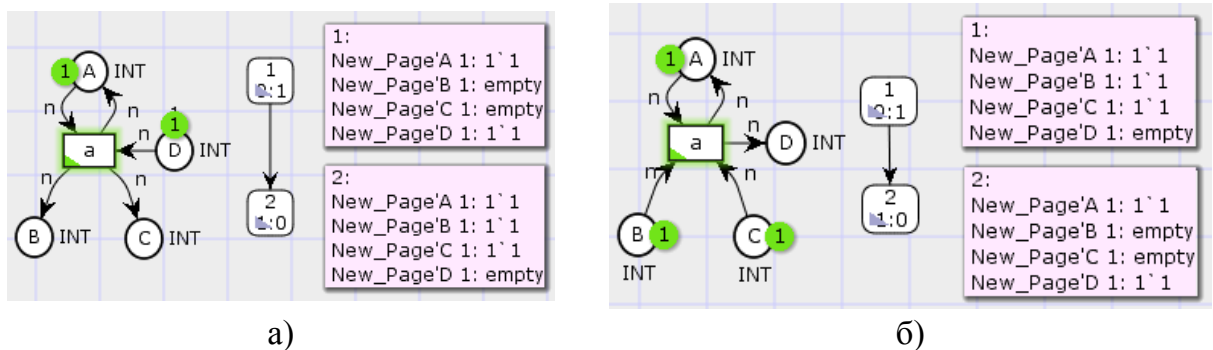 1
A
INT
n
n
a
1
n
D
INT
n
n
B
INT
C
INT
1
0:1
2
1:0
1:
New_Page'A 1: 1`1
New_Page'B 1: empty
New_Page'C 1: empty
New_Page'D 1: 1`1
2:
New_Page'A 1: 1`1
New_Page'B 1: 1`1
New_Page'C 1: 1`1
New_Page'D 1: empty
а)
1
A
INT
n
n
a
n
D
INT
n
n
B
1
C
1
INT
INT
1
0:1
2
1:0
1:
New_Page'A 1: 1`1
New_Page'B 1: 1`1
New_Page'C 1: 1`1
New_Page'D 1: empty
2:
New_Page'A 1: 1`1
New_Page'B 1: empty
New_Page'C 1: empty
New_Page'D 1: 1`1
б)